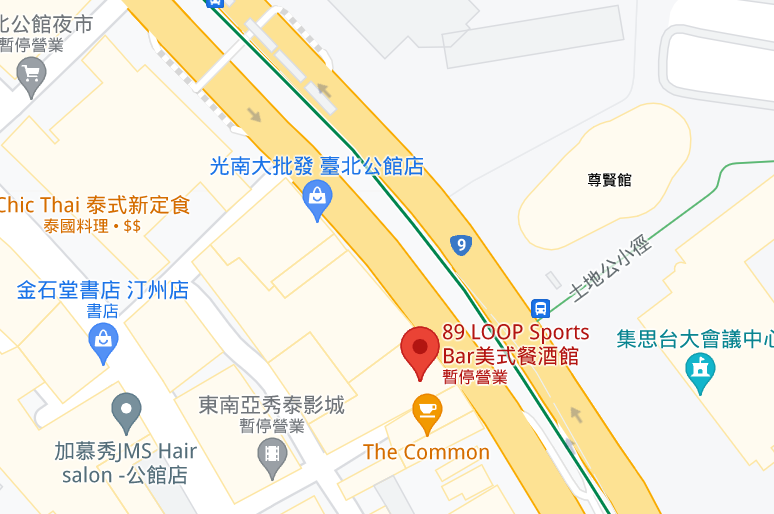 北公館夜市
暫停營業
光南大批發 臺北公館店
尊賢館
Chic Thai 泰式新定食
泰國料理 • $$
9
土地公小徑
金石堂書店 汀州店
書店
89 LOOP Sports
Bar美式餐酒館
暫停營業
集思台大會議中心
東南亞秀泰影城
暫停營業
加慕秀JMS Hair
salon -公館店
The Common